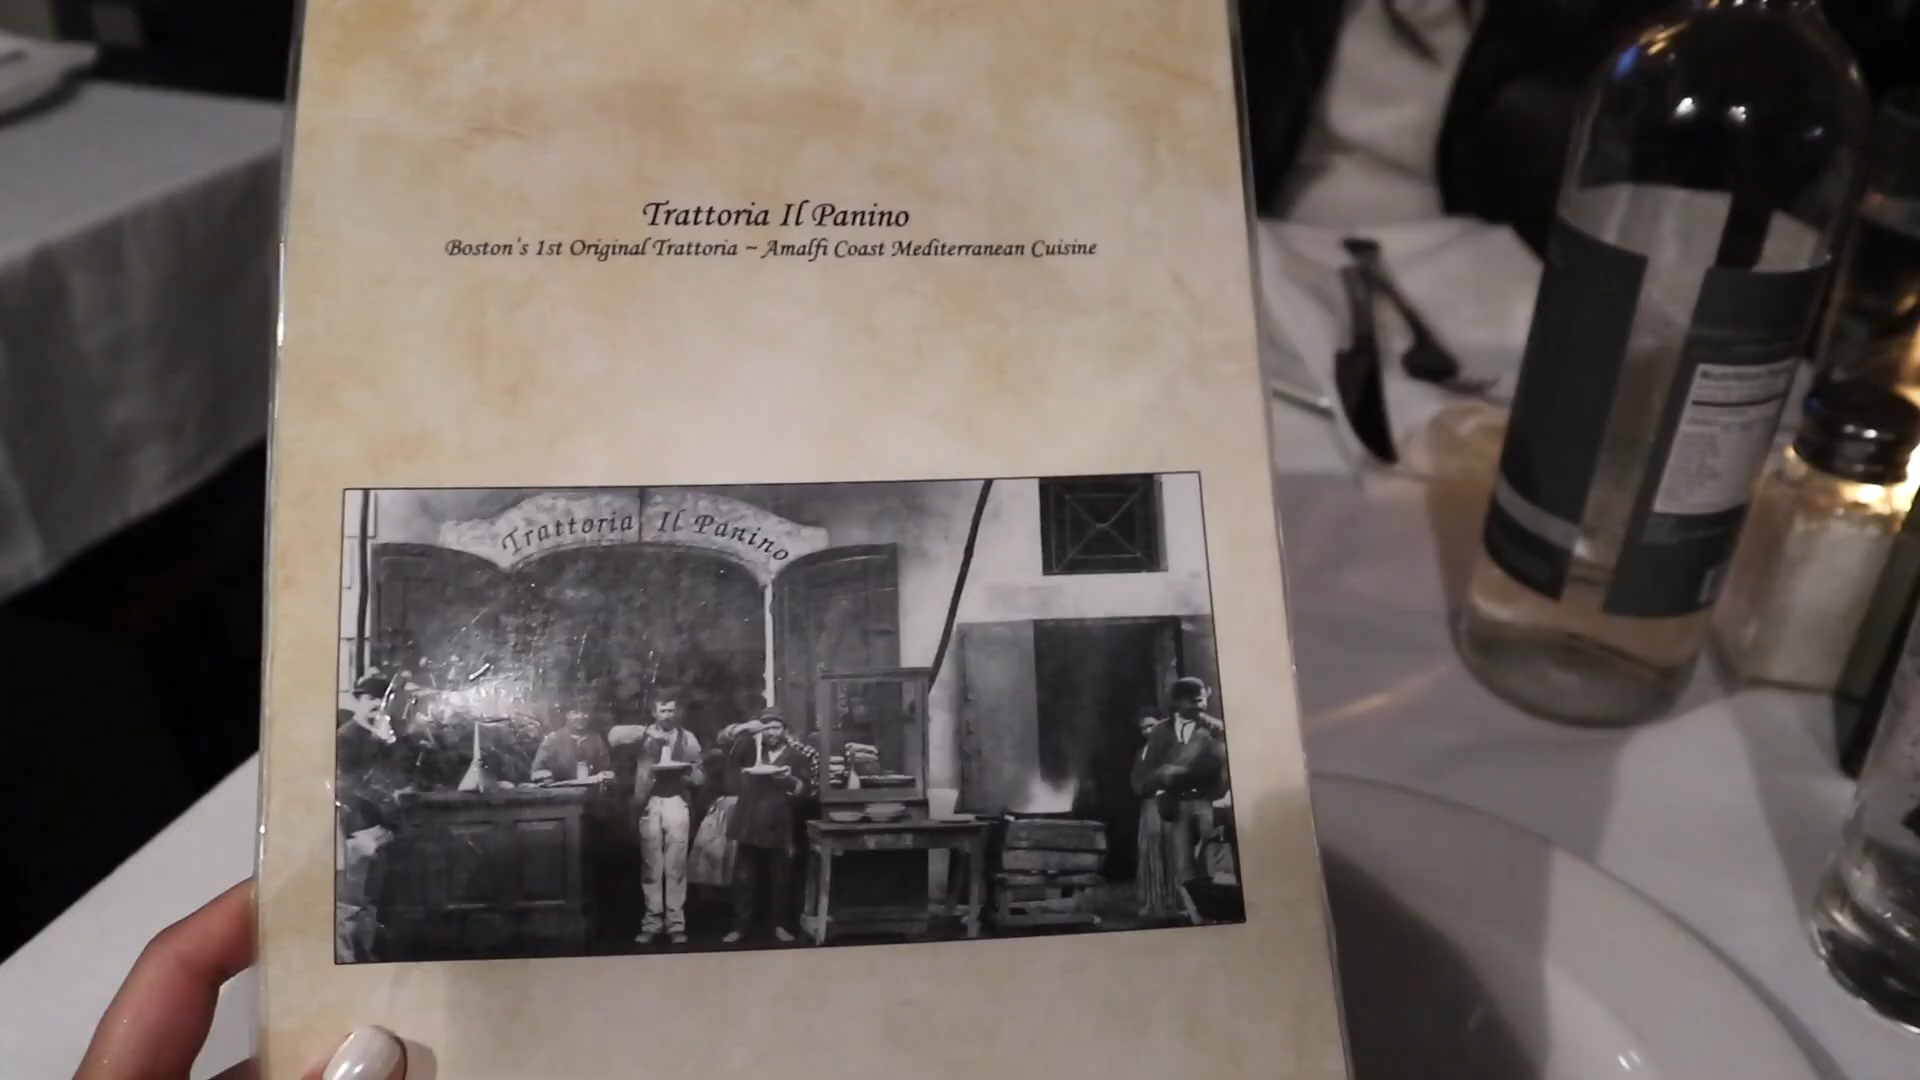 Trattoria Il Panino
Boston's 1st Original Trattoria ~ Amalfi Coast Mediterranean Cuisine
Trattoria Il Panino